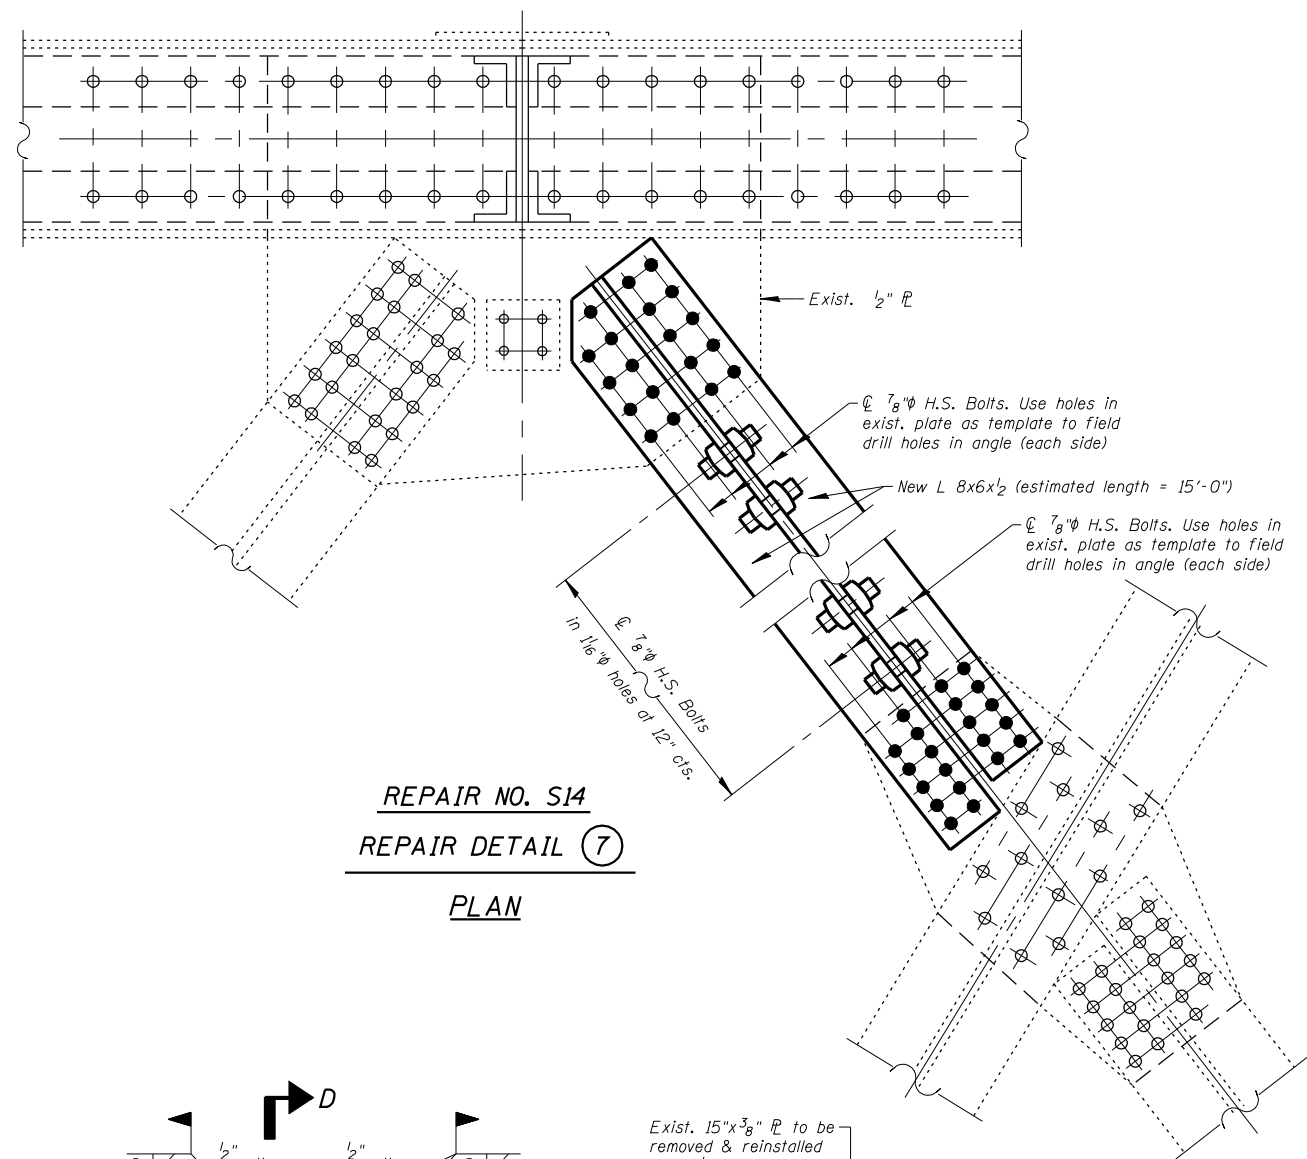 Exist. 1/2" ℄ 
℄ 7/8"φ H.S. Bolts. Use holes in
exist. plate as template to field
drill holes in angle (each side)
New L 8x6x1/2 (estimated length = 15'-0")
℄ 7/8"φ H.S. Bolts. Use holes in
exist. plate as template to field
drill holes in angle (each side)
℄ 7/8"φ H.S. Bolts
in 1 1/16"φ holes at 12" cts.
REPAIR NO. S14
REPAIR DETAIL 7
PLAN
D
1/2"
1/2"
Exist. 15"x3/8" ℄ to be
removed & reinstalled